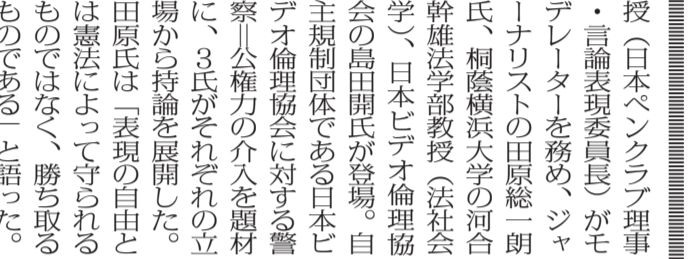 授（日本ペンクラブ理事
・言論表現委員長）がモ
デレーターを務め、ジャ
ーナリストの田原総一朗
氏、桐蔭横浜大学の河合
幹雄法学部教授（法社会
学）、日本ビデオ倫理協
会の島田開氏が登場。自
主規制団体である日本ビ
デオ倫理協会に対する警
察＝公権力の介入を題材
に、３氏がそれぞれの立
場から持論を展開した。
田原氏は「表現の自由と
は憲法によって守られる
ものではなく、勝ち取る
ものである」と語った。